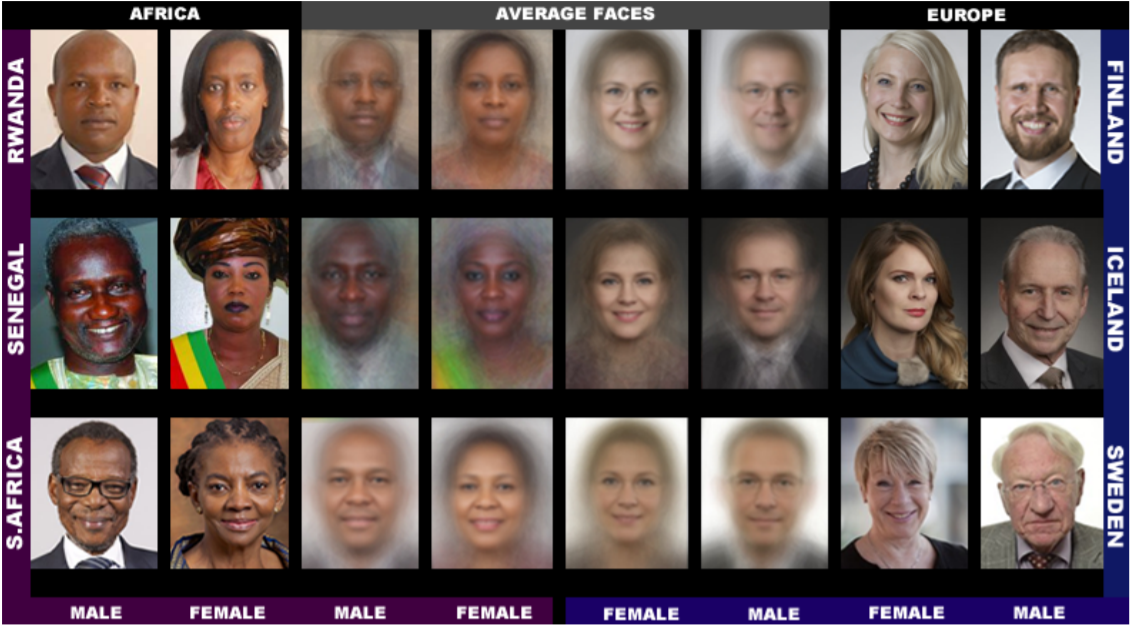 AFRICA
AVERAGE FACES
EUROPE
RWANDA
FINLAND
SENEGAL
ICELAND
S.AFRICA
SWEDEN
MALE
FEMALE
MALE
FEMALE
FEMALE
MALE
FEMALE
MALE